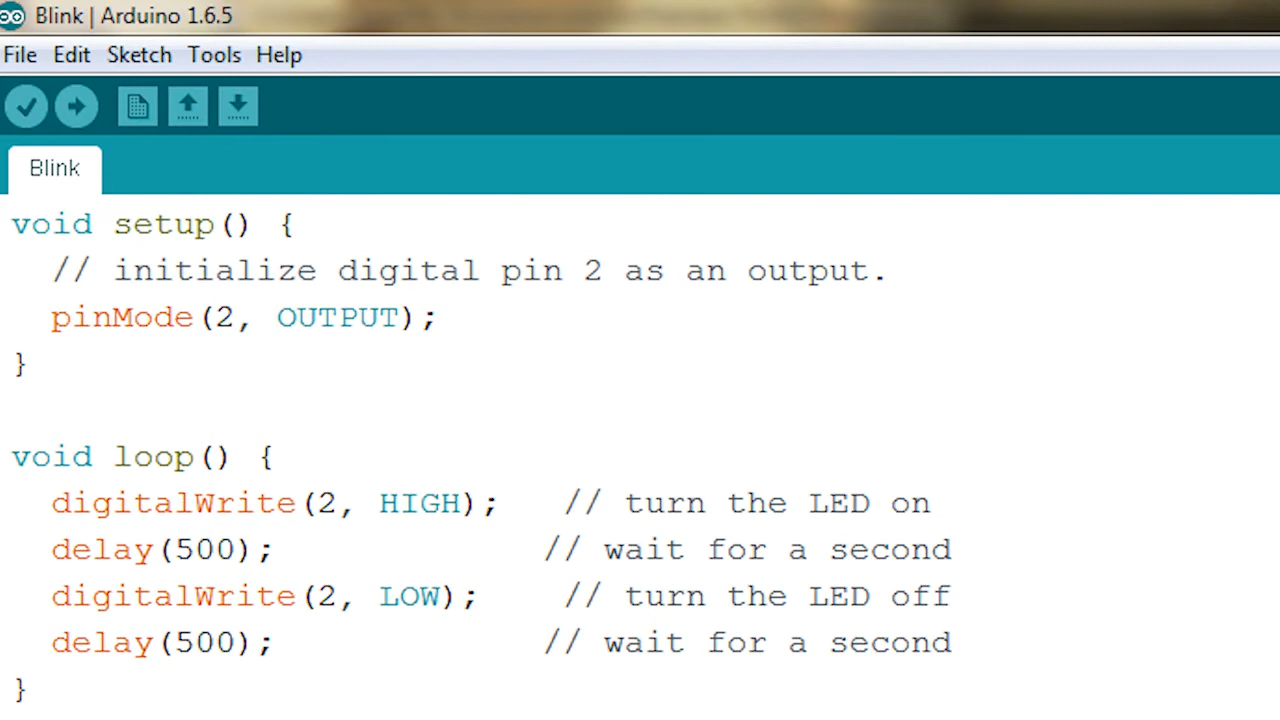 Blink | Arduino 1.6.5
File Edit Sketch Tools Help
Blink
void setup() {
  // initialize digital pin 2 as an output.
  pinMode(2, OUTPUT);
}

void loop() {
  digitalWrite(2, HIGH);   // turn the LED on
  delay(500);             // wait for a second
  digitalWrite(2, LOW);    // turn the LED off
  delay(500);             // wait for a second
}